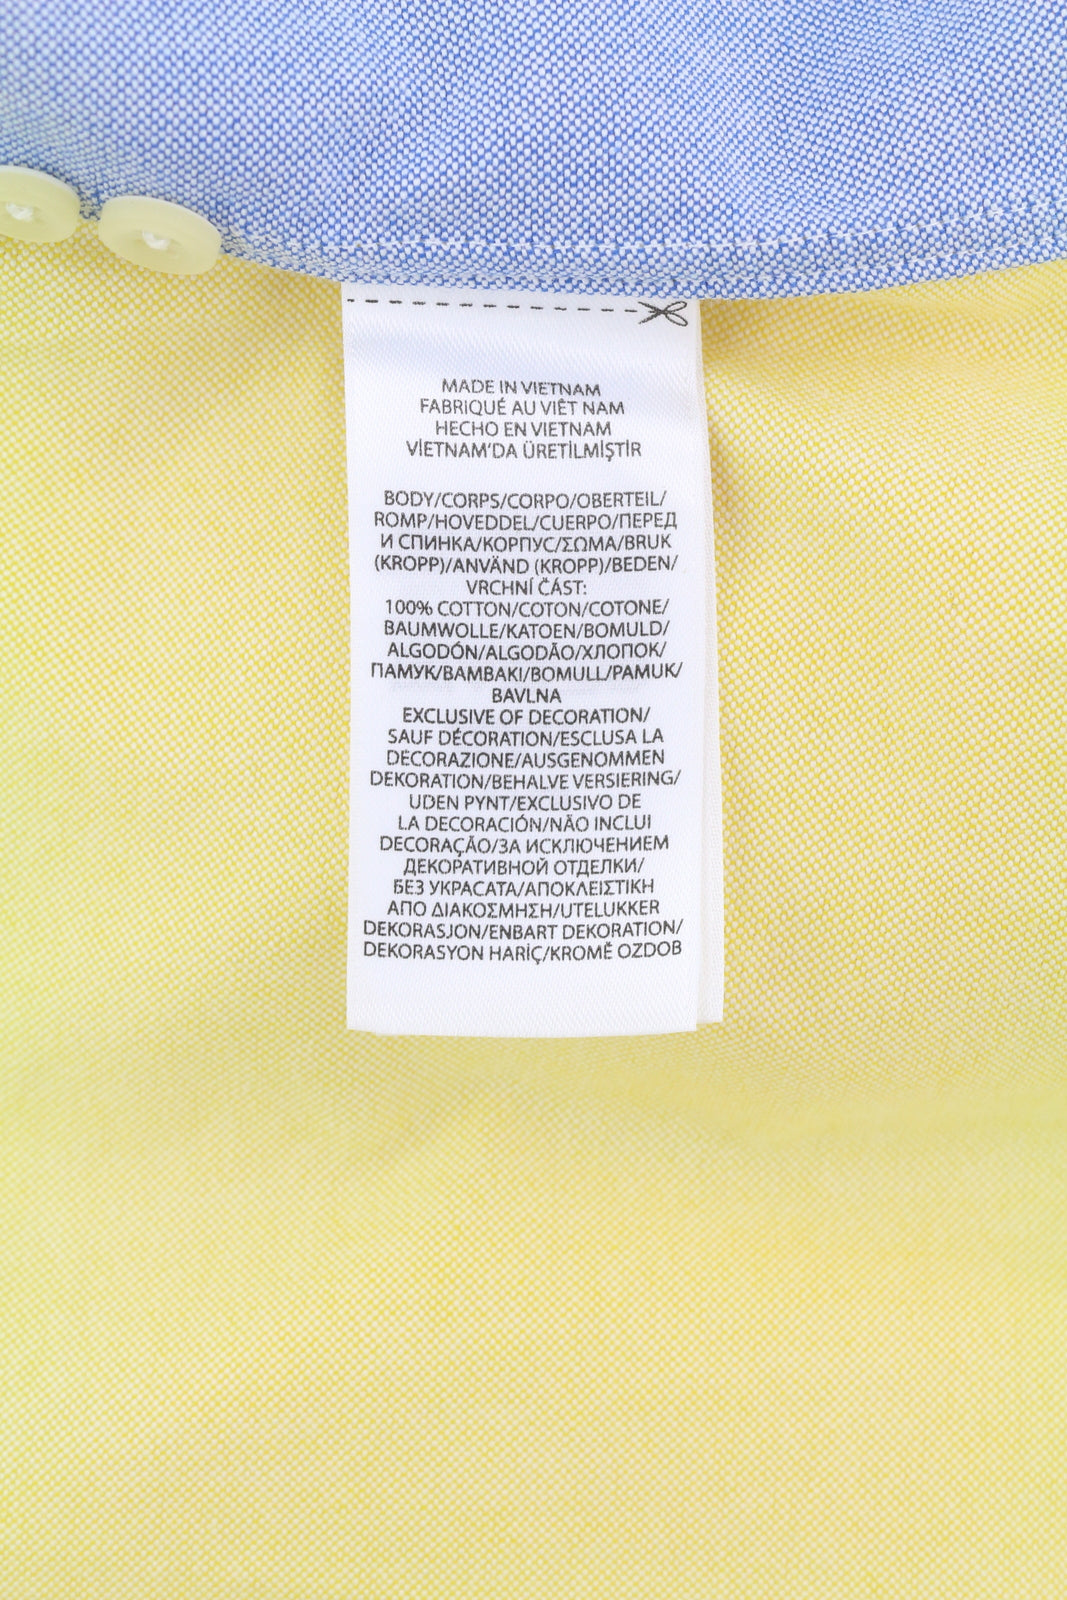 MADE IN VIETNAM
FABRIQUÉ AU VIÊT NAM
HECHO EN VIETNAM
VİETNAM'DA ÜRETİLMİŞTİR
BODY/CORPS/CORPO/OBERTEIL/
ROMP/HOVEDDEL/CUERPO/ПЕРЕД
И СПИНКА/КОРПУС/ΣΩΜΑ/BRUK
(KROPP)/ANVÄND (KROPP)/BEDEN/
VRCHNÍ ČÁST:
100% COTTON/COTON/COTONE/
BAUMWOLLE/KATOEN/BOMULD/
ALGODÓN/ALGODÃO/ХЛОПОК/
ПАМУК/ΒΑΜΒΑΚΙ/BOMULL/PAMUK/
BAVLNA
EXCLUSIVE OF DECORATION/
SAUF DÉCORATION/ESCLUSA LA
DECORAZIONE/AUSGENOMMEN
DEKORATION/BEHALVE VERSIERING/
UDEN PYNT/EXCLUSIVO DE
LA DECORACIÓN/NÃO INCLUI
DECORAÇÃO/ЗА ИСКЛЮЧЕНИЕМ
ДЕКОРАТИВНОЙ ОТДЕЛКИ/
БЕЗ УКРАСАТА/ΑΠΟΚΛΕΙΣΤΙΚΗ
ΑΠΟ ΔΙΑΚΟΣΜΗΣΗ/UTELUKKER
DEKORASJON/ENBART DEKORATION/
DEKORASYON HARİÇ/KROMĚ OZDOB